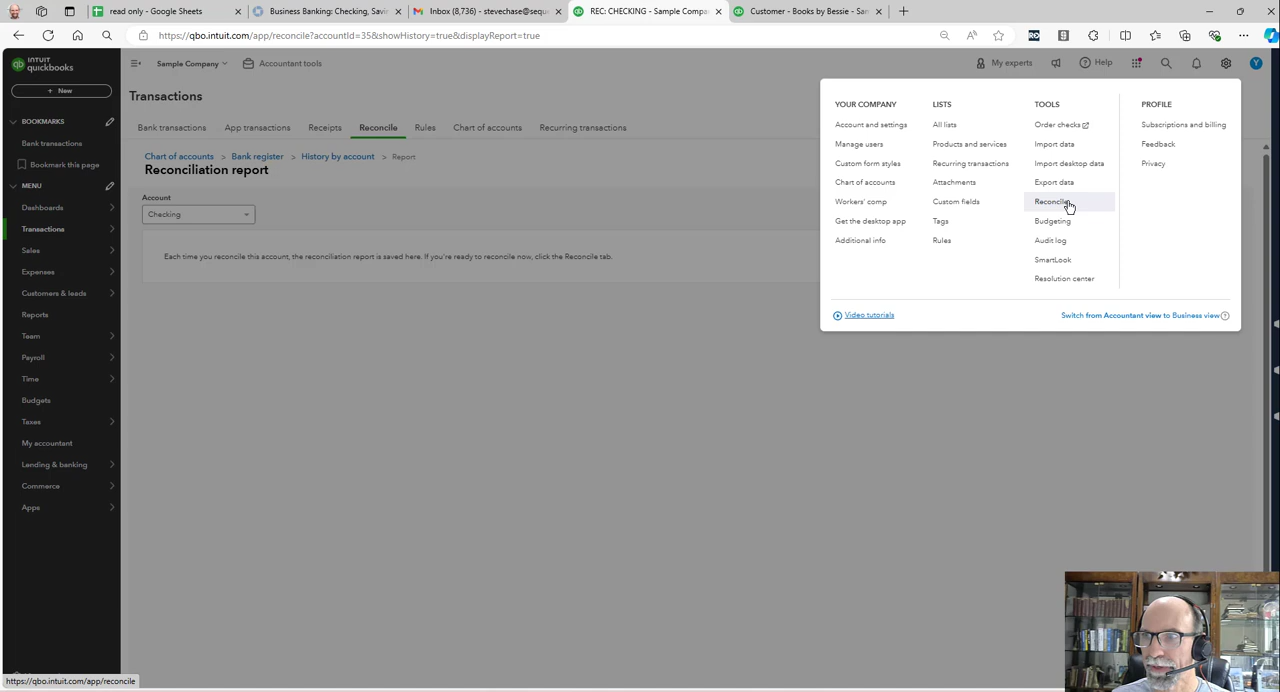 read only - Google Sheets
Business Banking: Checking, Savi
Inbox (8,736) - stevechase@sequ
REC: CHECKING - Sample Compa
Customer - Books by Bessie - Sam
https://qbo.intuit.com/app/reconcile?accountId=35&showHistory=true&displayReport=true
INTUIT
quickbooks
Sample Company
Accountant tools
My experts
Help
Y
+ New
Transactions
BOOKMARKS
Bank transactions
Bookmark this page
MENU
Dashboards
Transactions
Sales
Expenses
Customers & leads
Reports
Team
Payroll
Time
Budgets
Taxes
My accountant
Lending & banking
Commerce
Apps
Bank transactions
App transactions
Receipts
Reconcile
Rules
Chart of accounts
Recurring transactions
Chart of accounts > Bank register > History by account > Report
Reconciliation report
Account
Checking
Each time you reconcile this account, the reconciliation report is saved here. If you're ready to reconcile now, click the Reconcile tab.
YOUR COMPANY
Account and settings
Manage users
Custom form styles
Chart of accounts
Workers' comp
Get the desktop app
Additional info
LISTS
All lists
Products and services
Recurring transactions
Attachments
Custom fields
Tags
Rules
TOOLS
Order checks
Import data
Import desktop data
Export data
Reconcile
Budgeting
Audit log
SmartLook
Resolution center
PROFILE
Subscriptions and billing
Feedback
Privacy
Video tutorials
Switch from Accountant view to Business view
https://qbo.intuit.com/app/reconcile